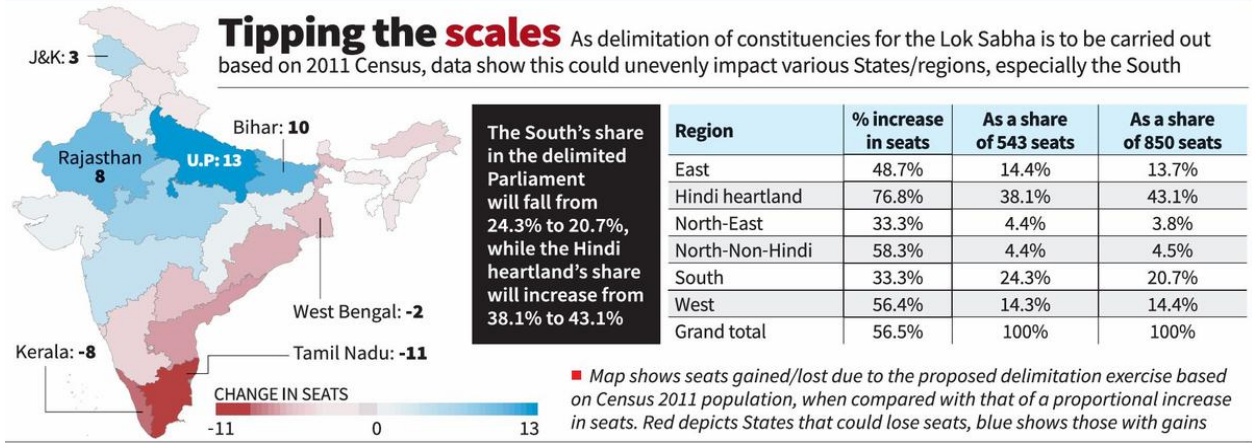 Tipping the scales As delimitation of constituencies for the Lok Sabha is to be carried out
based on 2011 Census, data show this could unevenly impact various States/regions, especially the South
J&K: 3
Bihar: 10
Rajasthan
8
U.P: 13
West Bengal: -2
Kerala: -8
Tamil Nadu: -11
CHANGE IN SEATS
-11 0 13
The South's share
in the delimited
Parliament
will fall from
24.3% to 20.7%,
while the Hindi
heartland's share
will increase from
38.1% to 43.1%
Region % increase in seats As a share of 543 seats As a share of 850 seats
East 48.7% 14.4% 13.7%
Hindi heartland 76.8% 38.1% 43.1%
North-East 33.3% 4.4% 3.8%
North-Non-Hindi 58.3% 4.4% 4.5%
South 33.3% 24.3% 20.7%
West 56.4% 14.3% 14.4%
Grand total 56.5% 100% 100%
Map shows seats gained/lost due to the proposed delimitation exercise based
on Census 2011 population, when compared with that of a proportional increase
in seats. Red depicts States that could lose seats, blue shows those with gains